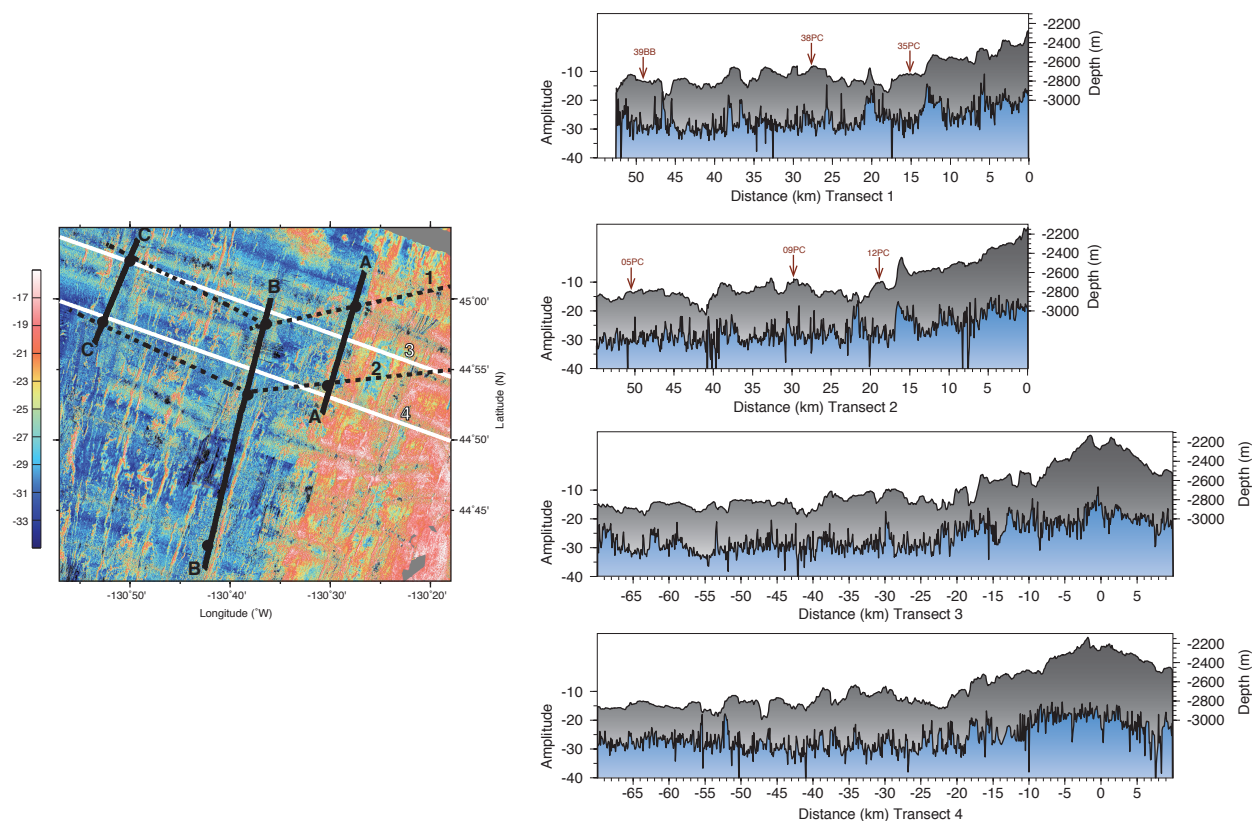 -17
-19
-21
-23
-25
-27
-29
-31
-33
C
B
A
1
3
2
4
C
A
B
45˚00'
44˚55'
44˚50'
44˚45'
Latitude (N)
-130˚50' -130˚40' -130˚30' -130˚20'
Longitude (˚W)
39BB 38PC 35PC
-10
-20
-30
-40
Amplitude
-2200
-2400
-2600
-2800
-3000
Depth (m)
50 45 40 35 30 25 20 15 10 5 0
Distance (km) Transect 1
05PC 09PC 12PC
-10
-20
-30
-40
Amplitude
-2200
-2400
-2600
-2800
-3000
Depth (m)
50 45 40 35 30 25 20 15 10 5 0
Distance (km) Transect 2
-10
-20
-30
-40
Amplitude
-2200
-2400
-2600
-2800
-3000
Depth (m)
-65 -60 -55 -50 -45 -40 -35 -30 -25 -20 -15 -10 -5 0 5
Distance (km) Transect 3
-10
-20
-30
-40
Amplitude
-2200
-2400
-2600
-2800
-3000
Depth (m)
-65 -60 -55 -50 -45 -40 -35 -30 -25 -20 -15 -10 -5 0 5
Distance (km) Transect 4